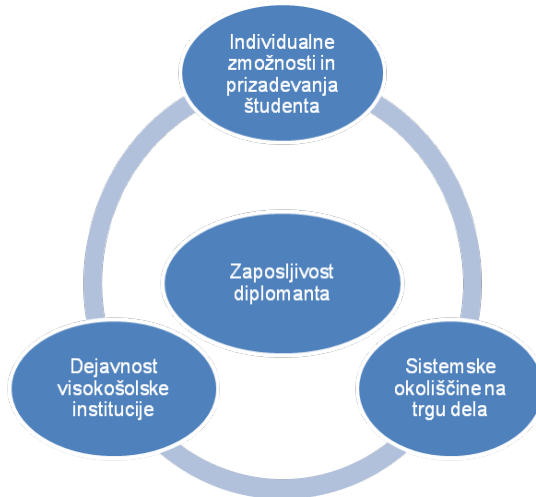 Individualne
zmožnosti in
prizadevanja
študenta
Zaposljivost
diplomanta
Dejavnost
visokošolske
institucije
Sistemske
okoliščine na
trgu dela